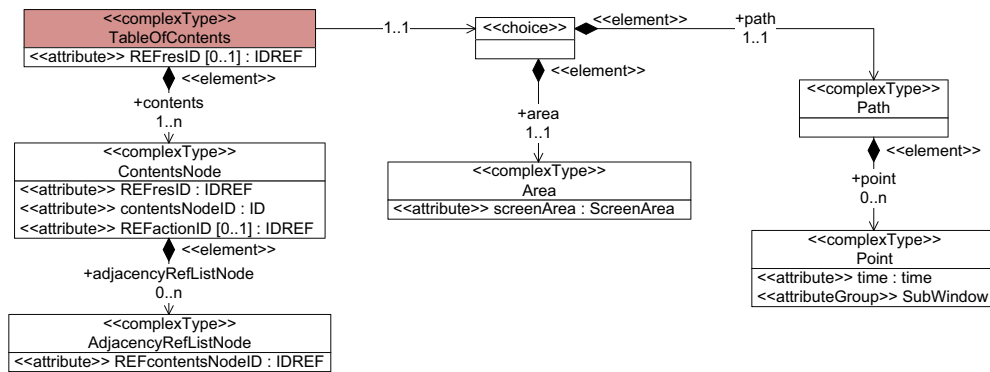 <<complexType>>
TableOfContents
<<attribute>> REFresID [0..1] : IDREF
<<element>>
+contents
1..n
<<complexType>>
ContentsNode
<<attribute>> REFresID : IDREF
<<attribute>> contentsNodeID : ID
<<attribute>> REFactionID [0..1] : IDREF
<<element>>
+adjacencyRefListNode
0..n
<<complexType>>
AdjacencyRefListNode
<<attribute>> REFcontentsNodeID : IDREF
1..1
<<choice>>
<<element>>
+area
1..1
<<complexType>>
Area
<<attribute>> screenArea : ScreenArea
<<element>>
+path
1..1
<<complexType>>
Path
<<element>>
+point
0..n
<<complexType>>
Point
<<attribute>> time : time
<<attributeGroup>> SubWindow